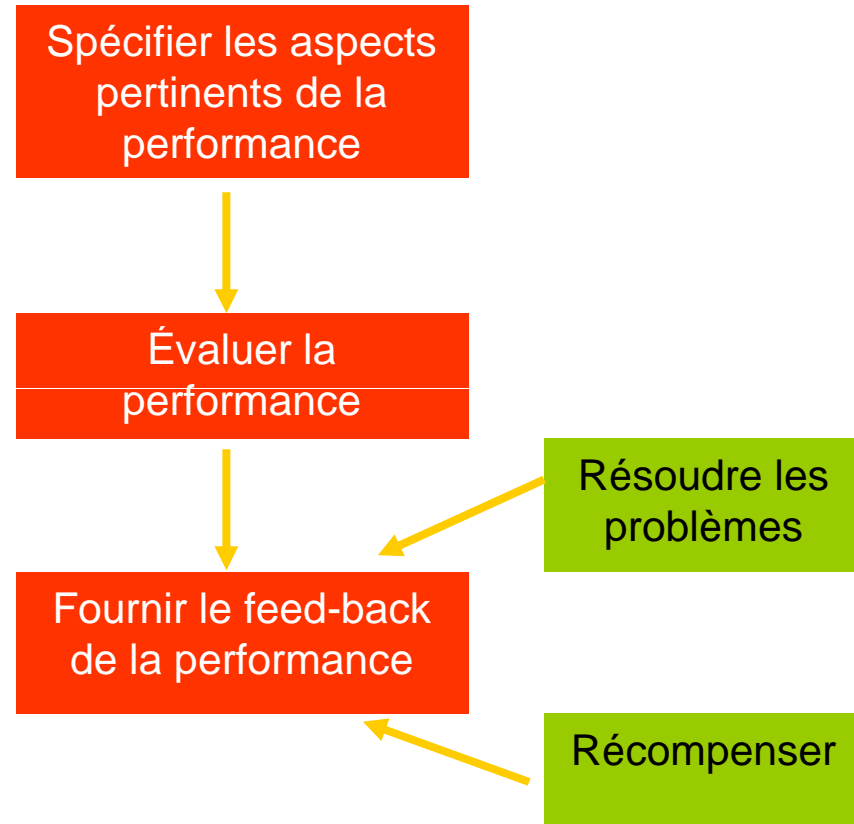 Spécifier les aspects
pertinents de la
performance
Évaluer la
performance
Résoudre les
problèmes
Fournir le feed-back
de la performance
Récompenser